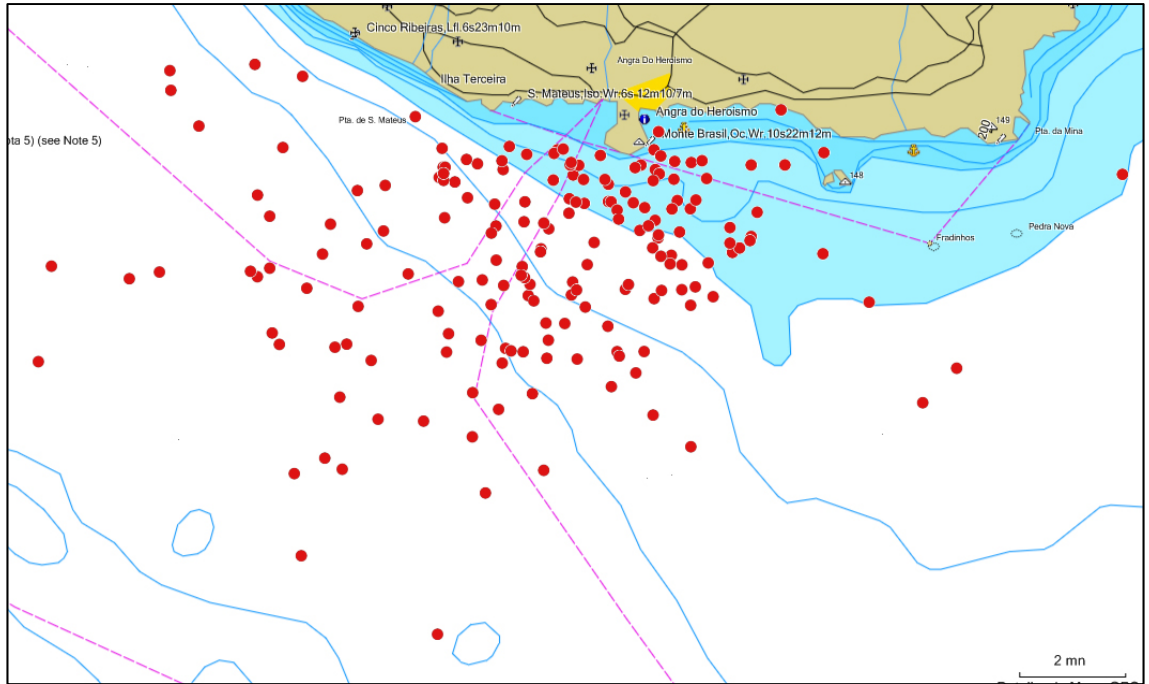 Cinco Ribeiras,Lfl.6s23m10m
Angra Do Heroismo
Ilha Terceira
S. Mateus,Iso.Wr.6s 12m10/7m
Pta. de S. Mateus
Angra do Heroismo
Monte Brasil,Oc.Wr.10s22m12m
200
149
Pta. da Mina
ota 5) (see Note 5)
148
Fradinhos
Pedra Nova
2 mn